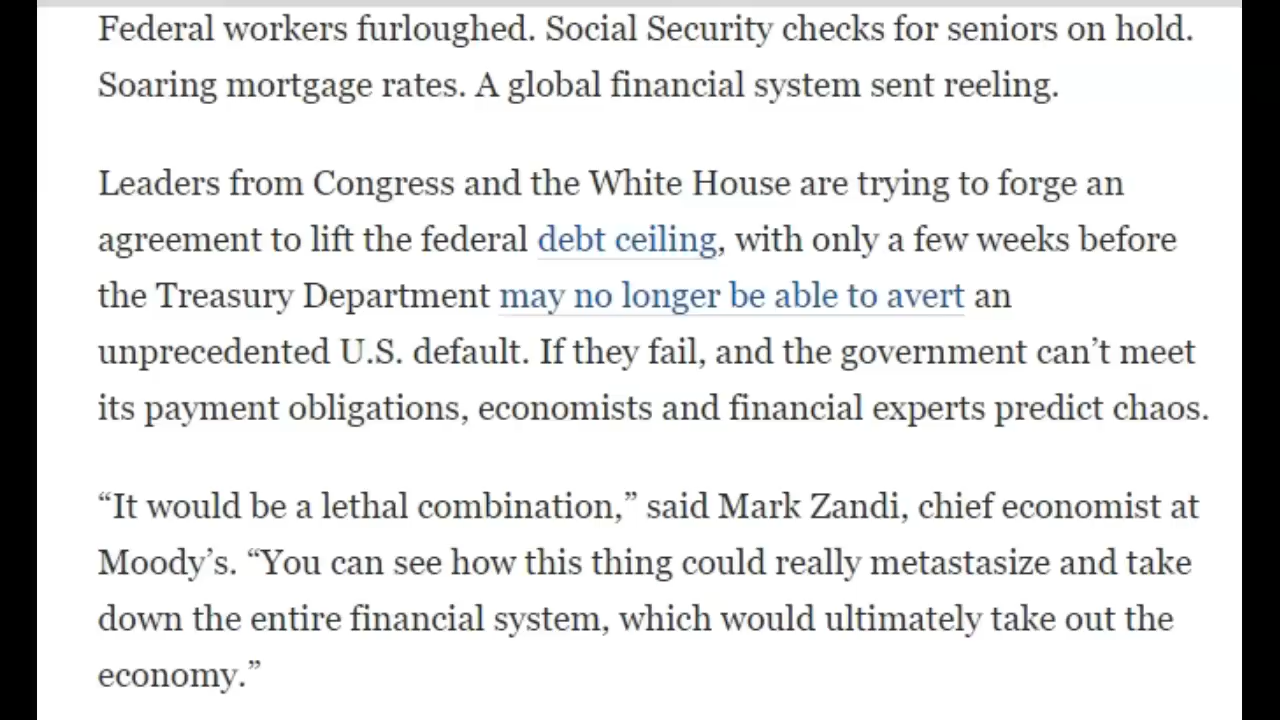 Federal workers furloughed. Social Security checks for seniors on hold.
Soaring mortgage rates. A global financial system sent reeling.
Leaders from Congress and the White House are trying to forge an
agreement to lift the federal debt ceiling, with only a few weeks before
the Treasury Department may no longer be able to avert an
unprecedented U.S. default. If they fail, and the government can’t meet
its payment obligations, economists and financial experts predict chaos.
“It would be a lethal combination,” said Mark Zandi, chief economist at
Moody’s. “You can see how this thing could really metastasize and take
down the entire financial system, which would ultimately take out the
economy.”